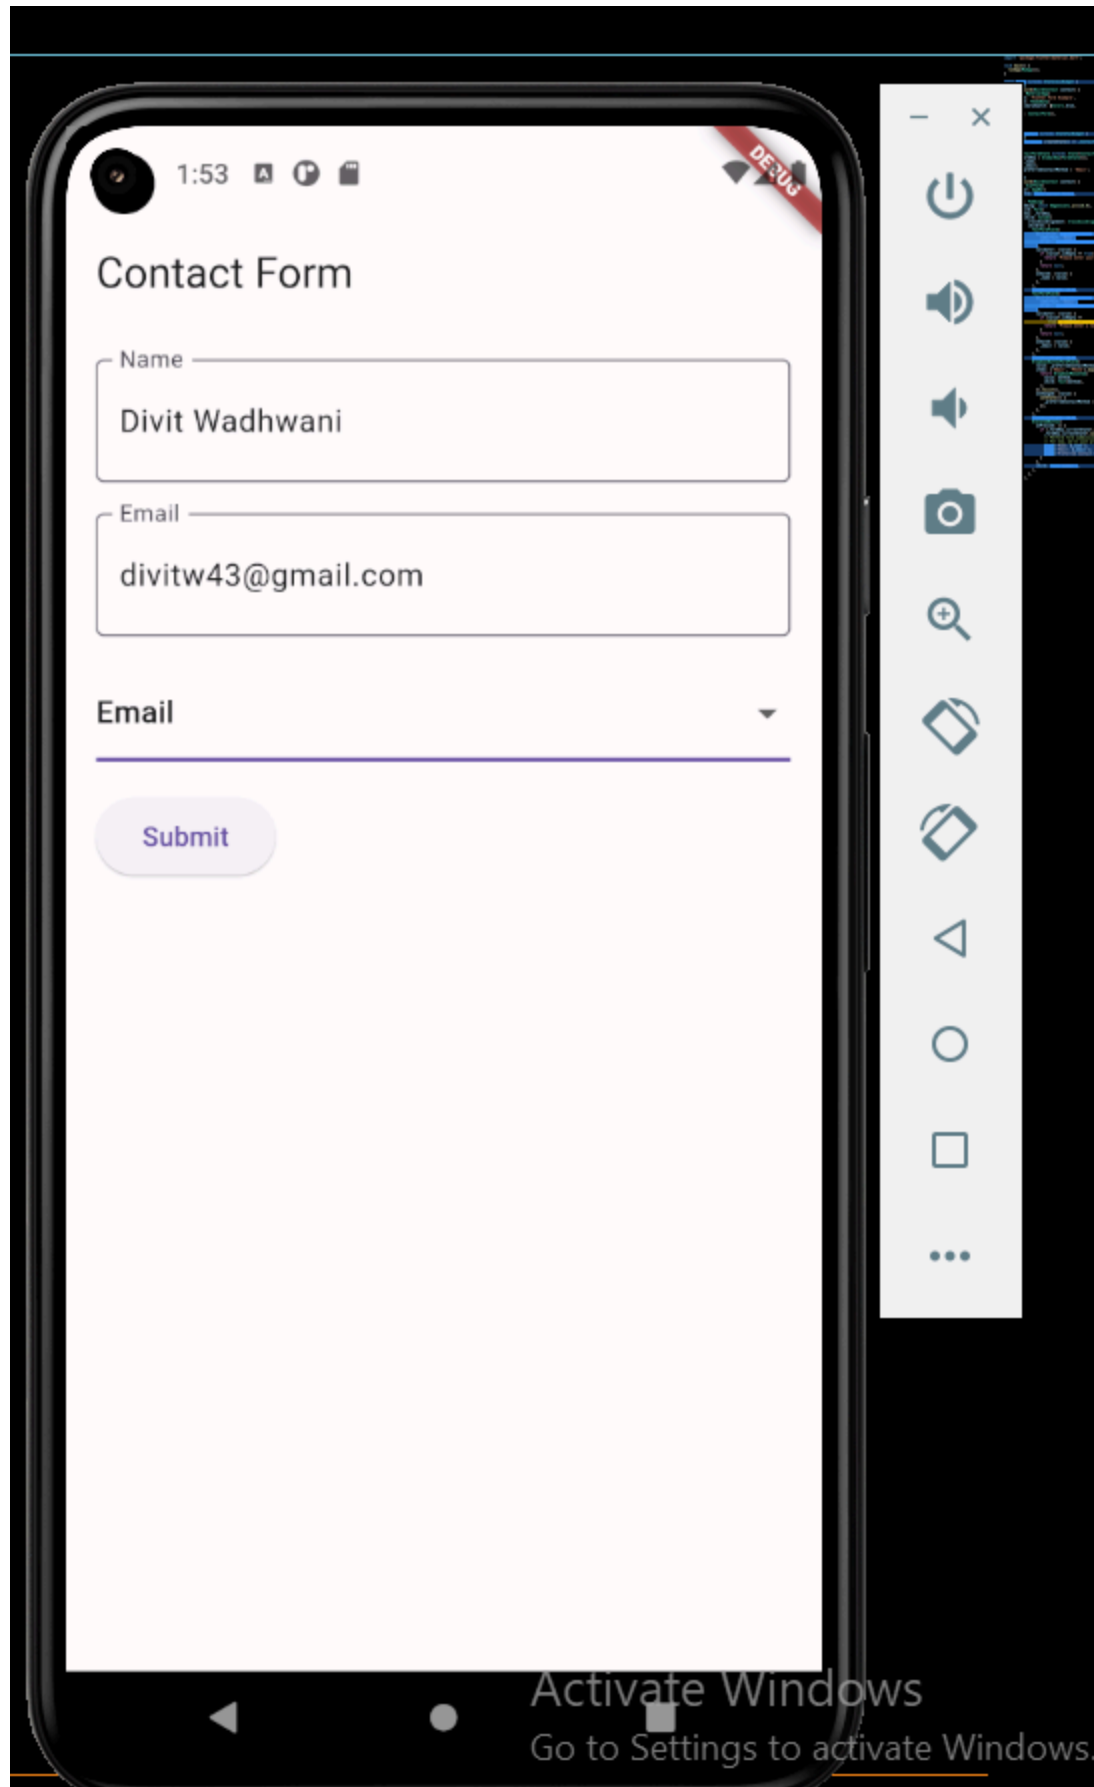 1:53
DEBUG
Contact Form
Name
Divit Wadhwani
Email
divitw43@gmail.com
Email
Submit
Activate Windows
Go to Settings to activate Windows.